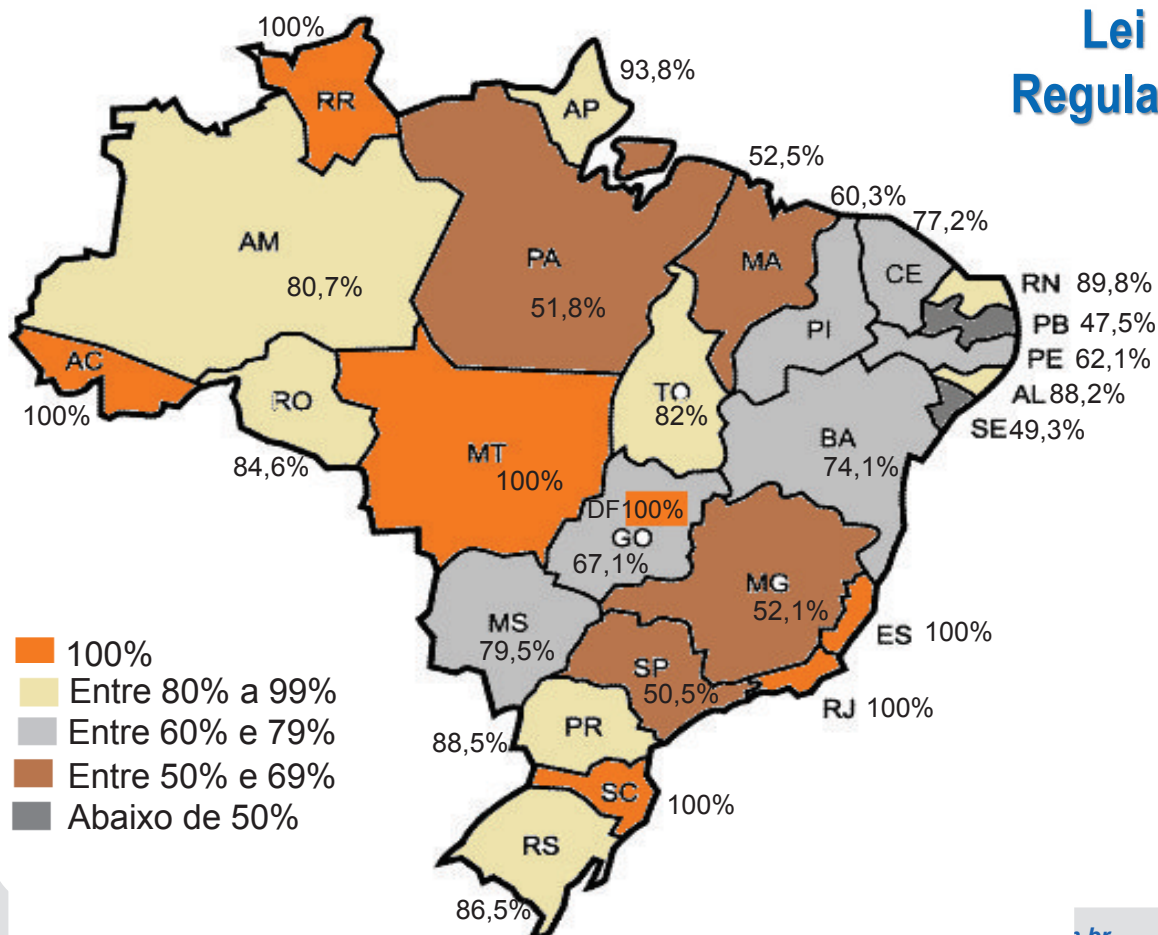 Lei
Regula
100%
RR
93,8%
AP
52,5%
60,3%
77,2%
AM
80,7%
PA
51,8%
MA
CE
RN 89,8%
PI
PB 47,5%
PE 62,1%
AC
100%
RO
84,6%
TO
82%
AL 88,2%
SE 49,3%
BA
74,1%
MT
100%
DF 100%
GO
67,1%
MG
52,1%
MS
79,5%
ES 100%
SP
50,5%
RJ 100%
PR
88,5%
SC
100%
RS
86,5%
100%
Entre 80% a 99%
Entre 60% e 79%
Entre 50% e 69%
Abaixo de 50%